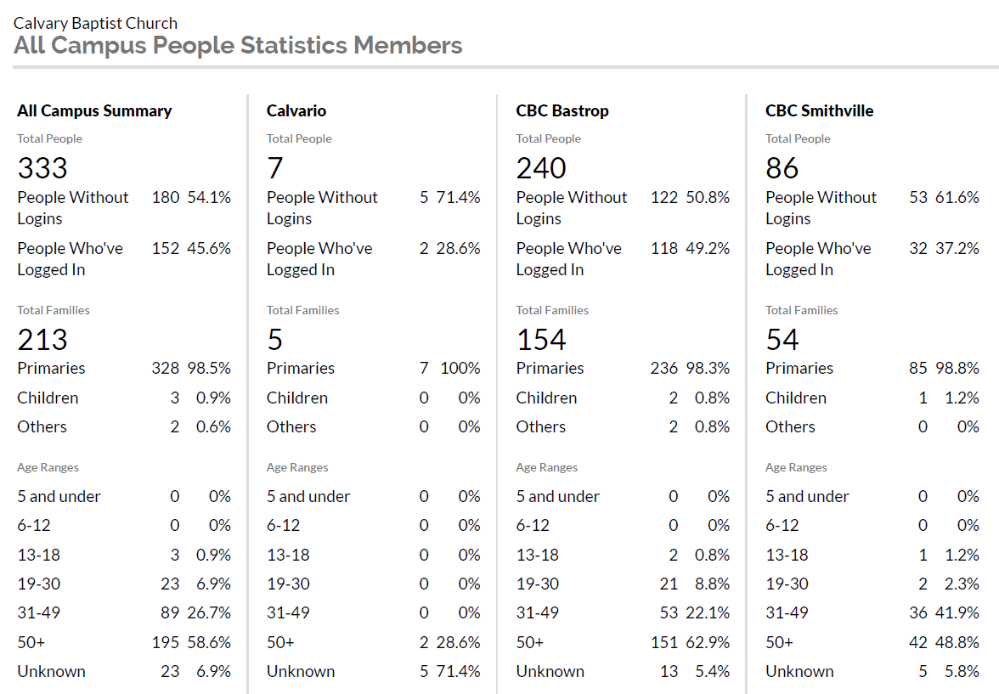 Calvary Baptist Church
All Campus People Statistics Members
All Campus Summary
Total People
333
People Without 180 54.1%
Logins
People Who've 152 45.6%
Logged In
Total Families
213
Primaries 328 98.5%
Children 3 0.9%
Others 2 0.6%
Age Ranges
5 and under 0 0%
6-12 0 0%
13-18 3 0.9%
19-30 23 6.9%
31-49 89 26.7%
50+ 195 58.6%
Unknown 23 6.9%
Calvario
Total People
7
People Without 5 71.4%
Logins
People Who've 2 28.6%
Logged In
Total Families
5
Primaries 7 100%
Children 0 0%
Others 0 0%
Age Ranges
5 and under 0 0%
6-12 0 0%
13-18 0 0%
19-30 0 0%
31-49 0 0%
50+ 2 28.6%
Unknown 5 71.4%
CBC Bastrop
Total People
240
People Without 122 50.8%
Logins
People Who've 118 49.2%
Logged In
Total Families
154
Primaries 236 98.3%
Children 2 0.8%
Others 2 0.8%
Age Ranges
5 and under 0 0%
6-12 0 0%
13-18 2 0.8%
19-30 21 8.8%
31-49 53 22.1%
50+ 151 62.9%
Unknown 13 5.4%
CBC Smithville
Total People
86
People Without 53 61.6%
Logins
People Who've 32 37.2%
Logged In
Total Families
54
Primaries 85 98.8%
Children 1 1.2%
Others 0 0%
Age Ranges
5 and under 0 0%
6-12 0 0%
13-18 1 1.2%
19-30 2 2.3%
31-49 36 41.9%
50+ 42 48.8%
Unknown 5 5.8%